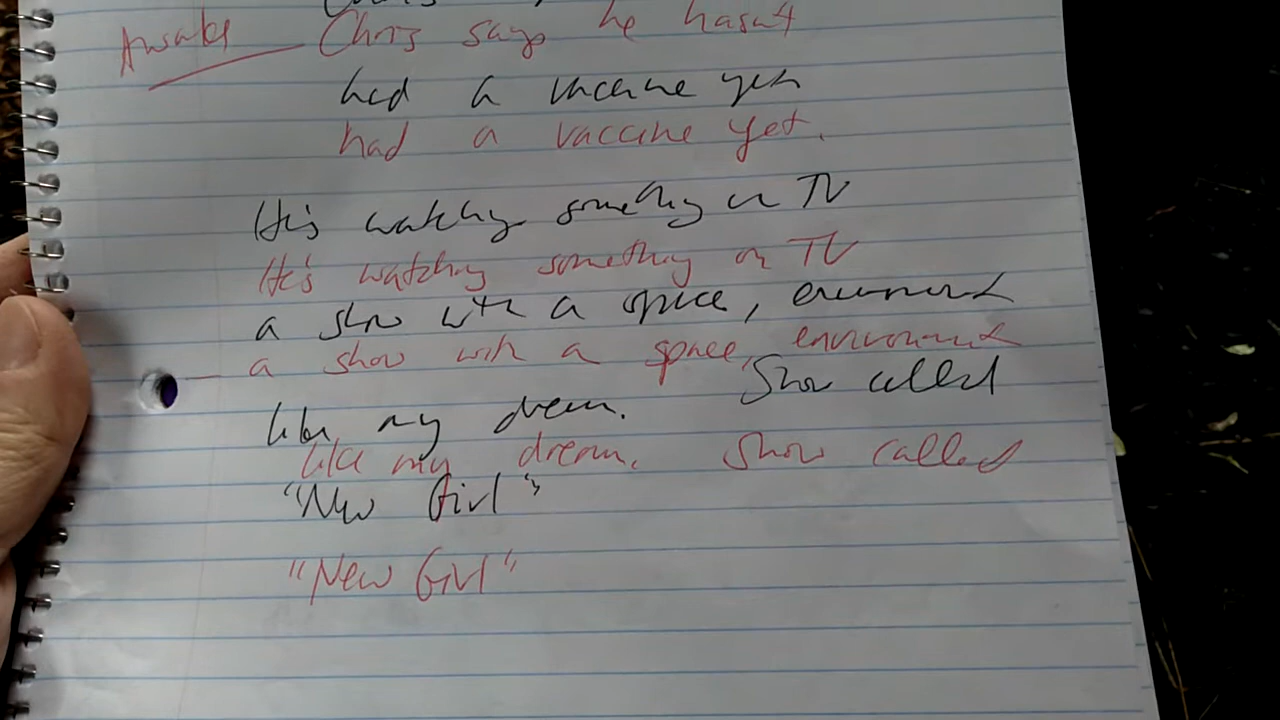 Awake Chris says he hasn't
had a vaccine yet
had a vaccine yet.
He's watching something on TV
He's watching something on TV
a show with a space, environment
a show with a space, environment
Show called
like my dream.
like my dream. Show called
"New Girl"
"New Girl"